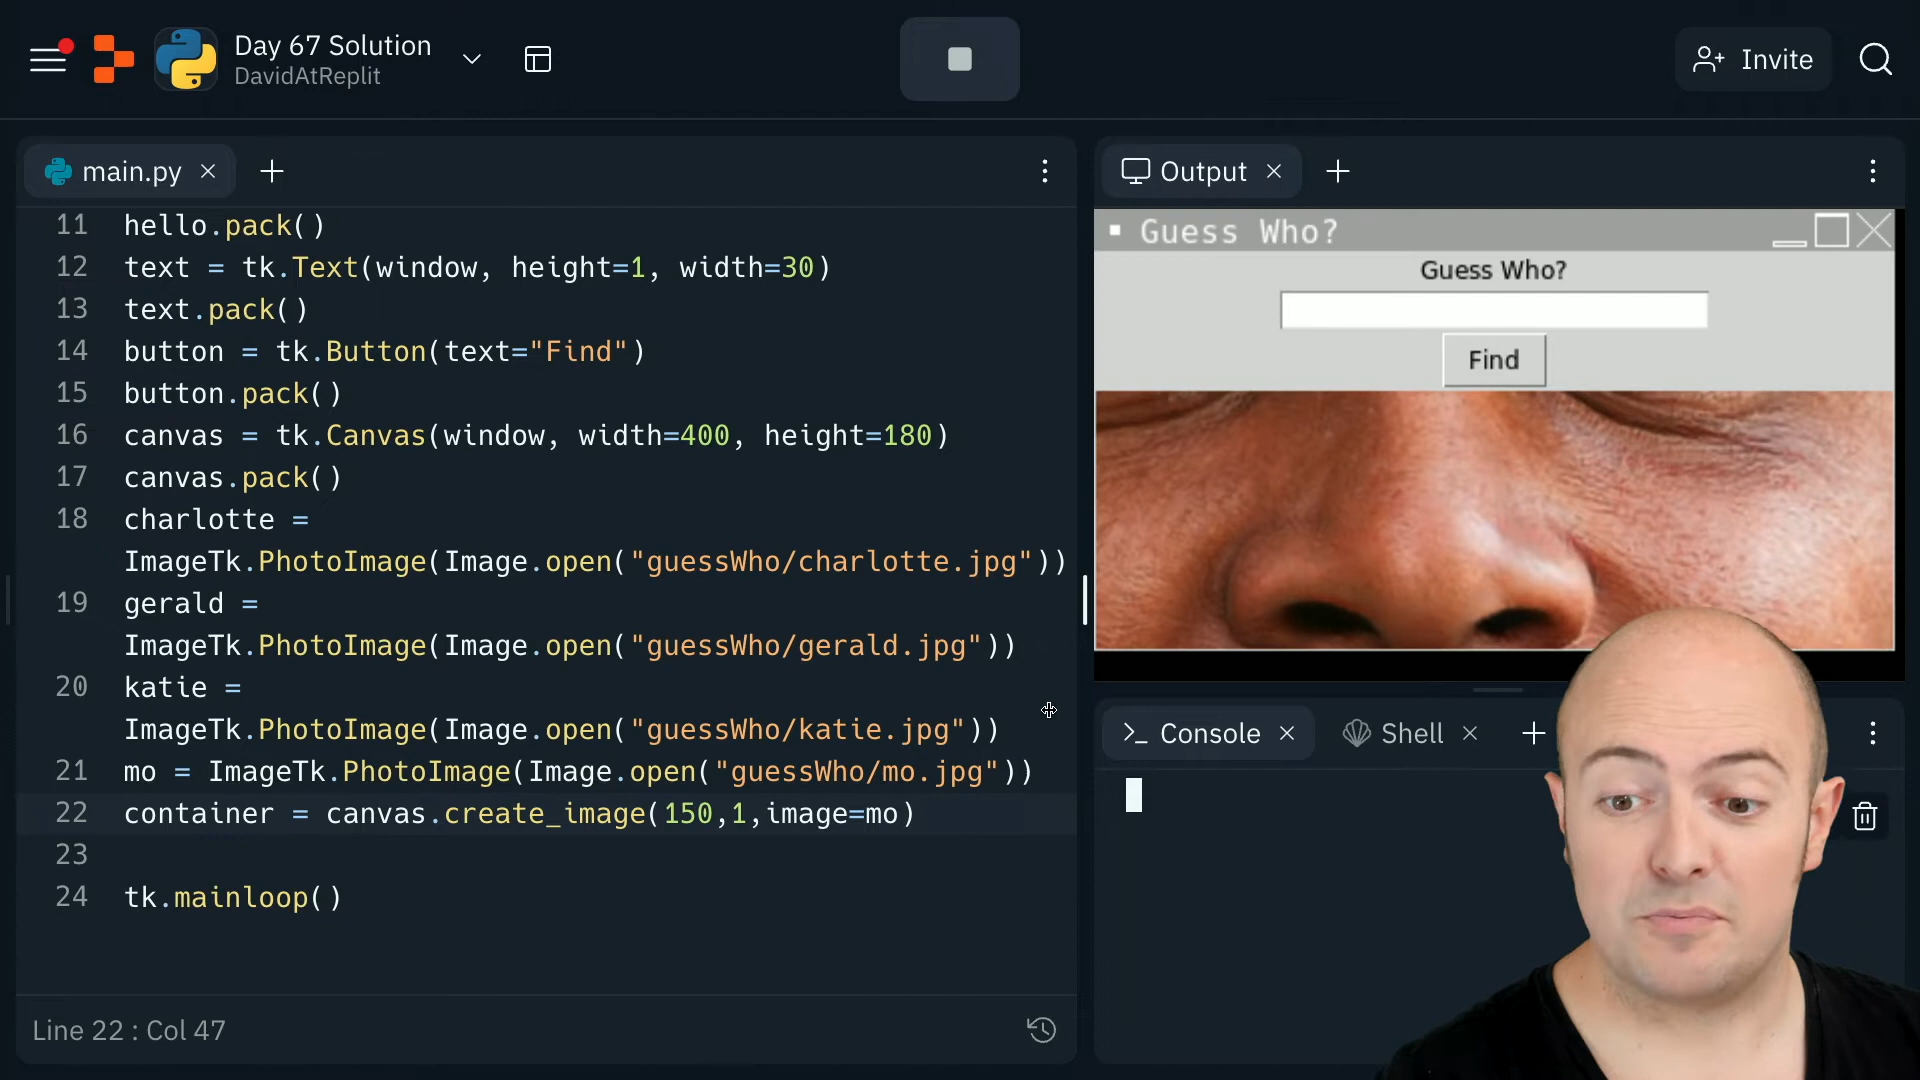 Day 67 Solution
DavidAtReplit
Invite
main.py
11 hello.pack()
12 text = tk.Text(window, height=1, width=30)
13 text.pack()
14 button = tk.Button(text="Find")
15 button.pack()
16 canvas = tk.Canvas(window, width=400, height=180)
17 canvas.pack()
18 charlotte =
ImageTk.PhotoImage(Image.open("guessWho/charlotte.jpg"))
19 gerald =
ImageTk.PhotoImage(Image.open("guessWho/gerald.jpg"))
20 katie =
ImageTk.PhotoImage(Image.open("guessWho/katie.jpg"))
21 mo = ImageTk.PhotoImage(Image.open("guessWho/mo.jpg"))
22 container = canvas.create_image(150,1,image=mo)
23
24 tk.mainloop()
Line 22 : Col 47
Output
Guess Who?
Guess Who?
Find
Console
Shell